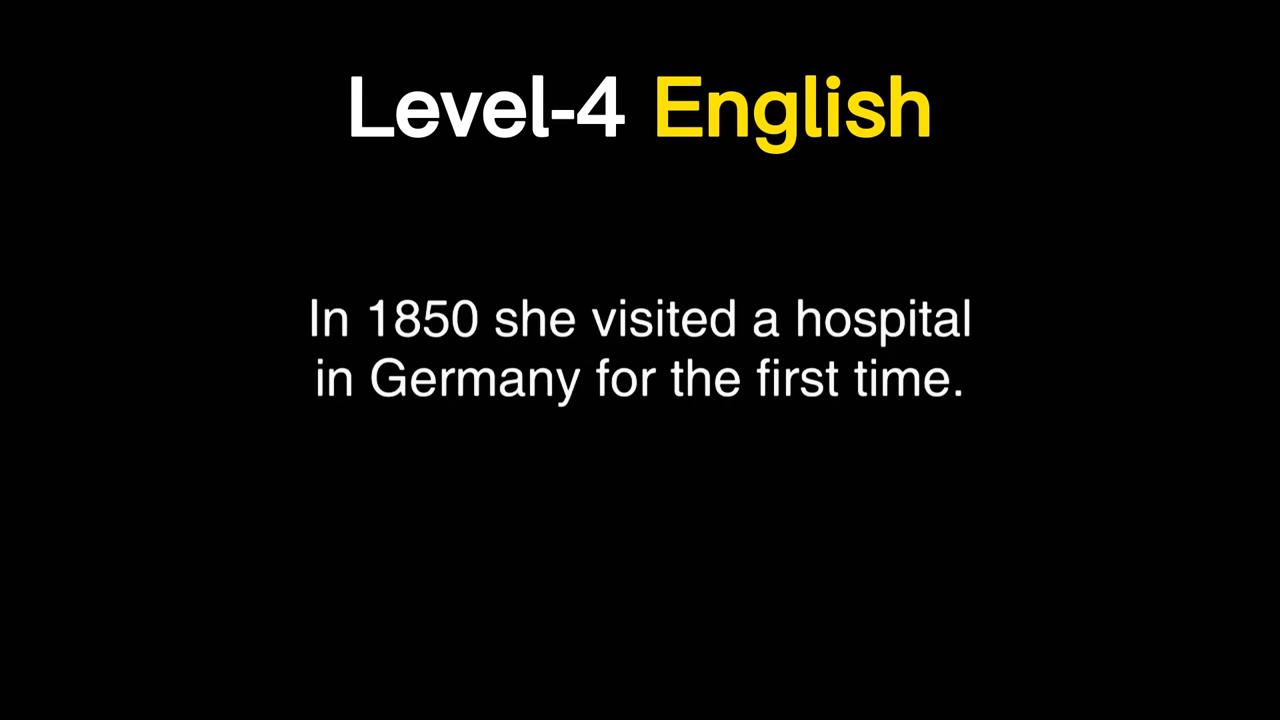 Level-4 English
In 1850 she visited a hospital
in Germany for the first time.